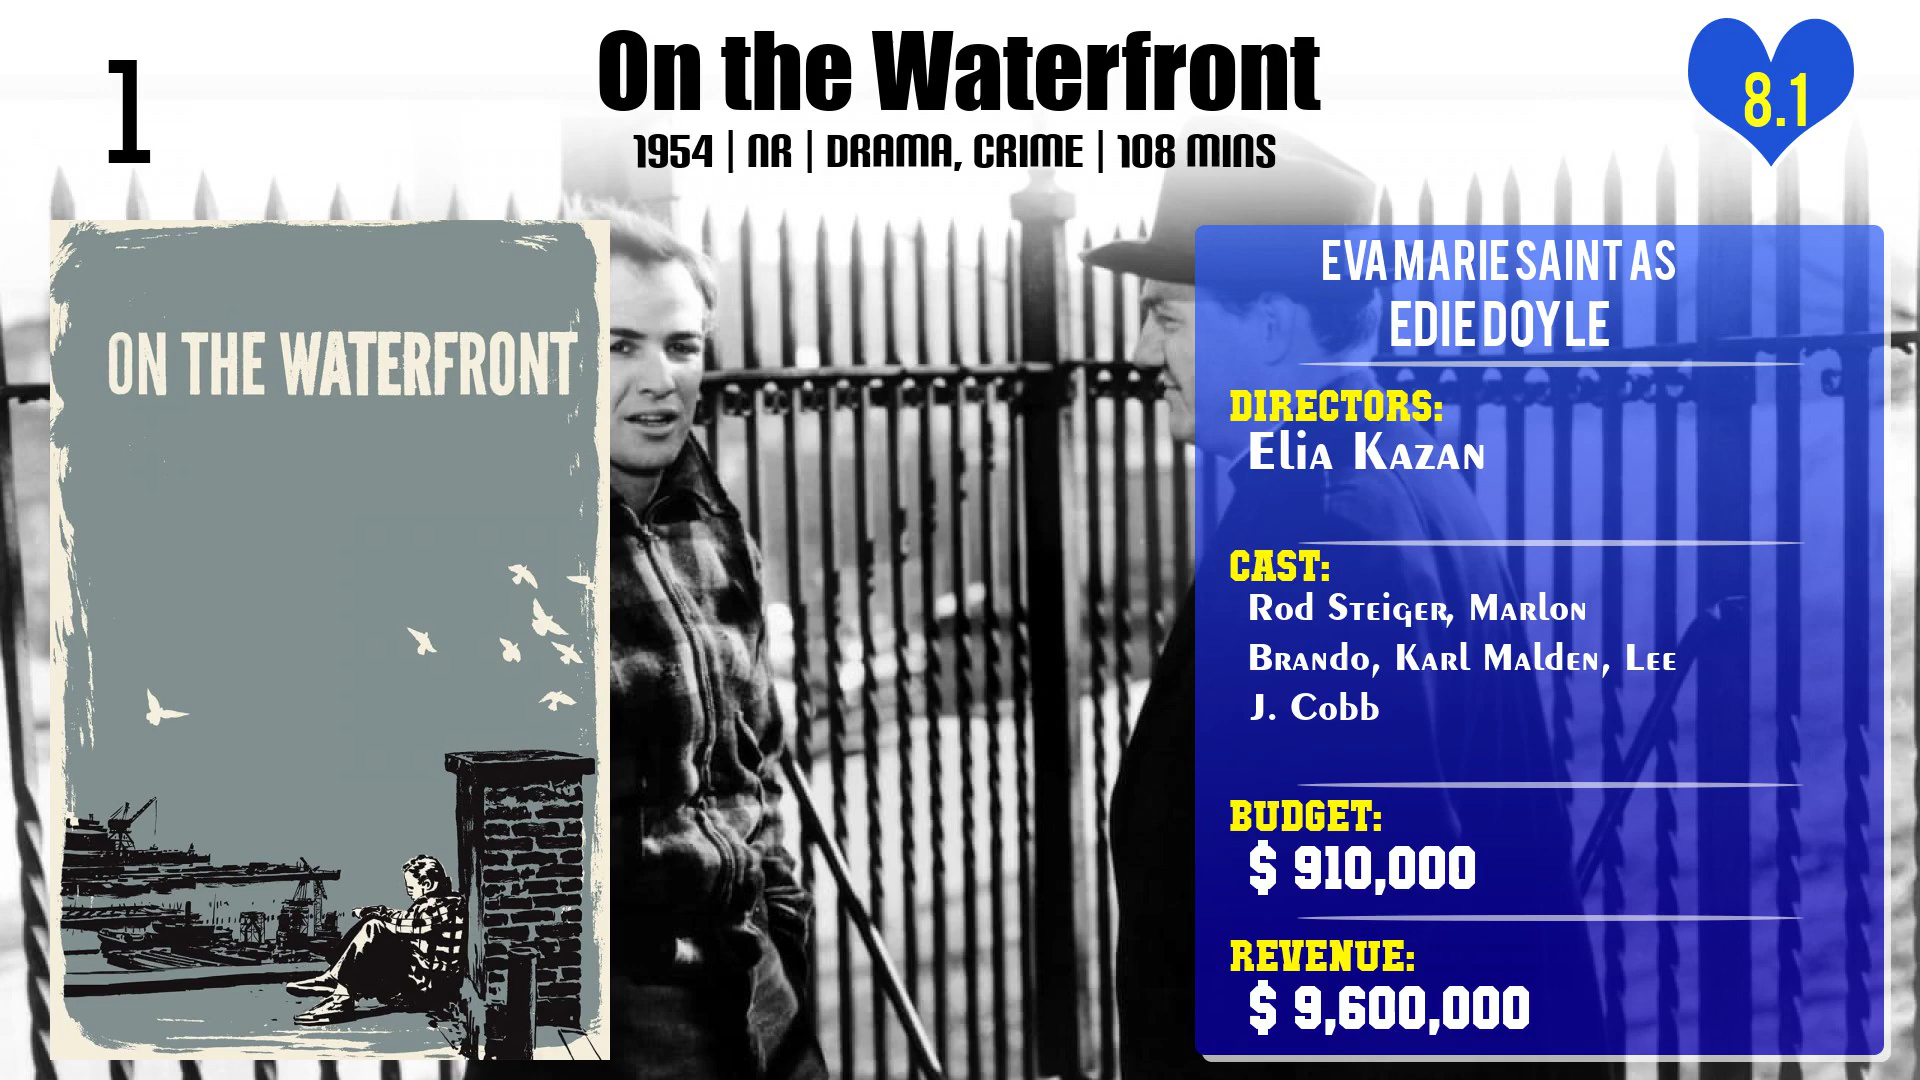 1
On the Waterfront
1954 | NR | DRAMA, CRIME | 108 MINS
8.1
ON THE WATERFRONT
EVA MARIE SAINT AS
EDIE DOYLE
DIRECTORS:
Elia Kazan
CAST:
Rod Steiger, Marlon
Brando, Karl Malden, Lee
J. Cobb
BUDGET:
$ 910,000
REVENUE:
$ 9,600,000